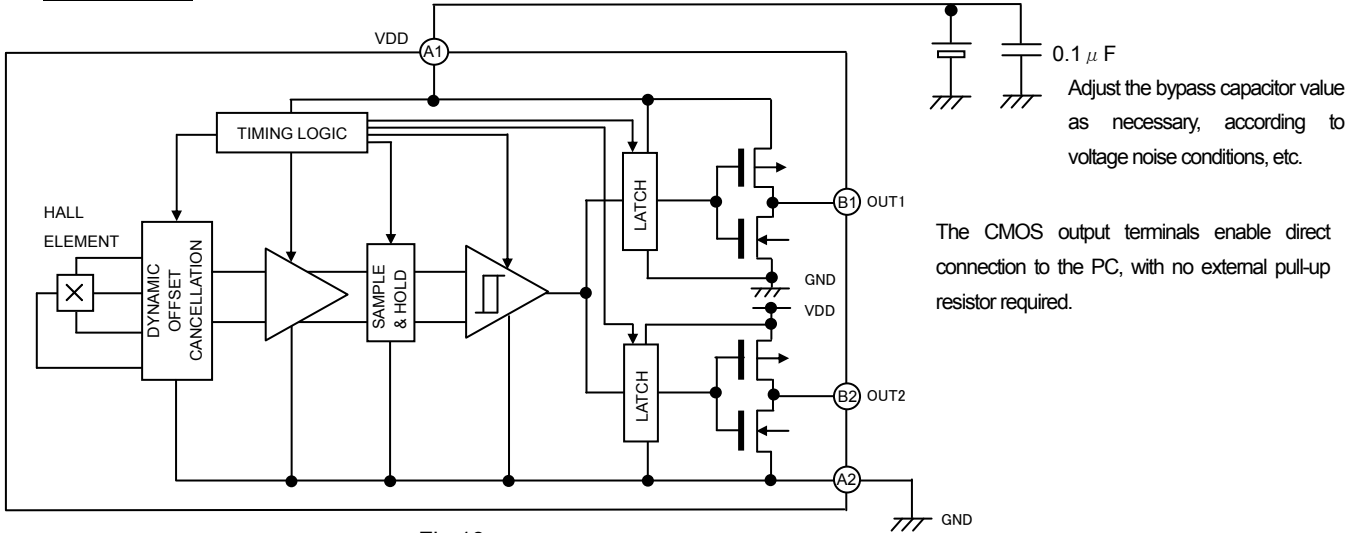 VDD
A1
0.1 μ F
Adjust the bypass capacitor value
as necessary, according to
voltage noise conditions, etc.
TIMING LOGIC
LATCH
B1 OUT1
HALL
ELEMENT
DYNAMIC
OFFSET
CANCELLATION
SAMPLE
& HOLD
The CMOS output terminals enable direct
connection to the PC, with no external pull-up
resistor required.
GND
VDD
LATCH
B2 OUT2
A2
GND